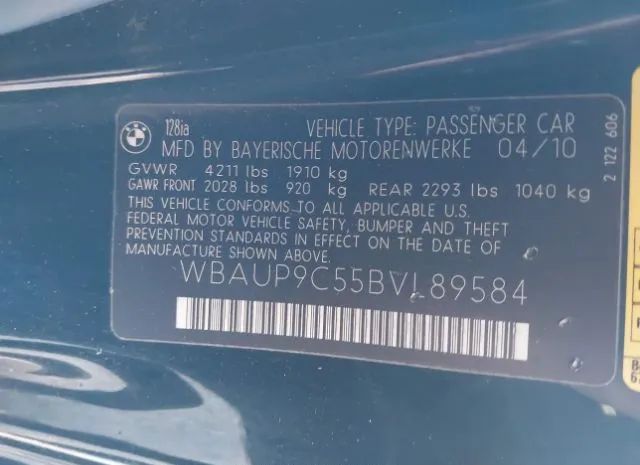 BMW
128ia
VEHICLE TYPE: PASSENGER CAR
MFD BY BAYERISCHE MOTORENWERKE 04/10
GVWR 4211 lbs 1910 kg
GAWR FRONT 2028 lbs 920 kg REAR 2293 lbs 1040 kg
THIS VEHICLE CONFORMS TO ALL APPLICABLE U.S.
FEDERAL MOTOR VEHICLE SAFETY, BUMPER AND THEFT
PREVENTION STANDARDS IN EFFECT ON THE DATE OF
MANUFACTURE SHOWN ABOVE.
WBAUP9C55BVL89584
2 122 606